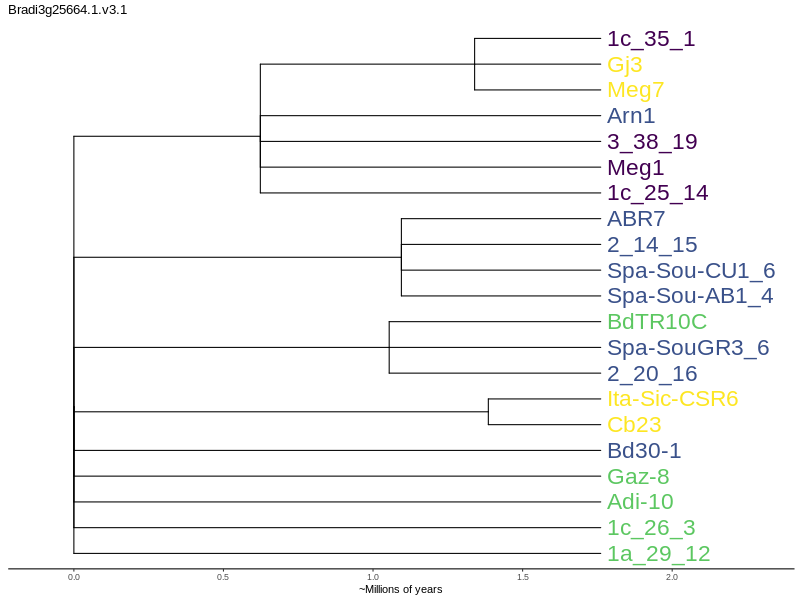 Bradi3g25664.1.v3.1
1c_35_1
Gj3
Meg7
Arn1
3_38_19
Meg1
1c_25_14
ABR7
2_14_15
Spa-Sou-CU1_6
Spa-Sou-AB1_4
BdTR10C
Spa-SouGR3_6
2_20_16
Ita-Sic-CSR6
Cb23
Bd30-1
Gaz-8
Adi-10
1c_26_3
1a_29_12
0.0 0.5 1.0 1.5 2.0
~Millions of years